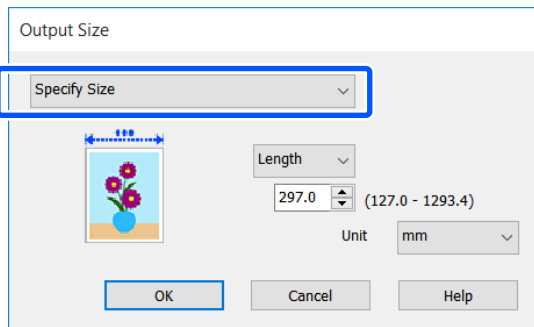 Output Size
Specify Size
Length
297.0 (127.0 - 1293.4)
Unit mm
OK Cancel Help